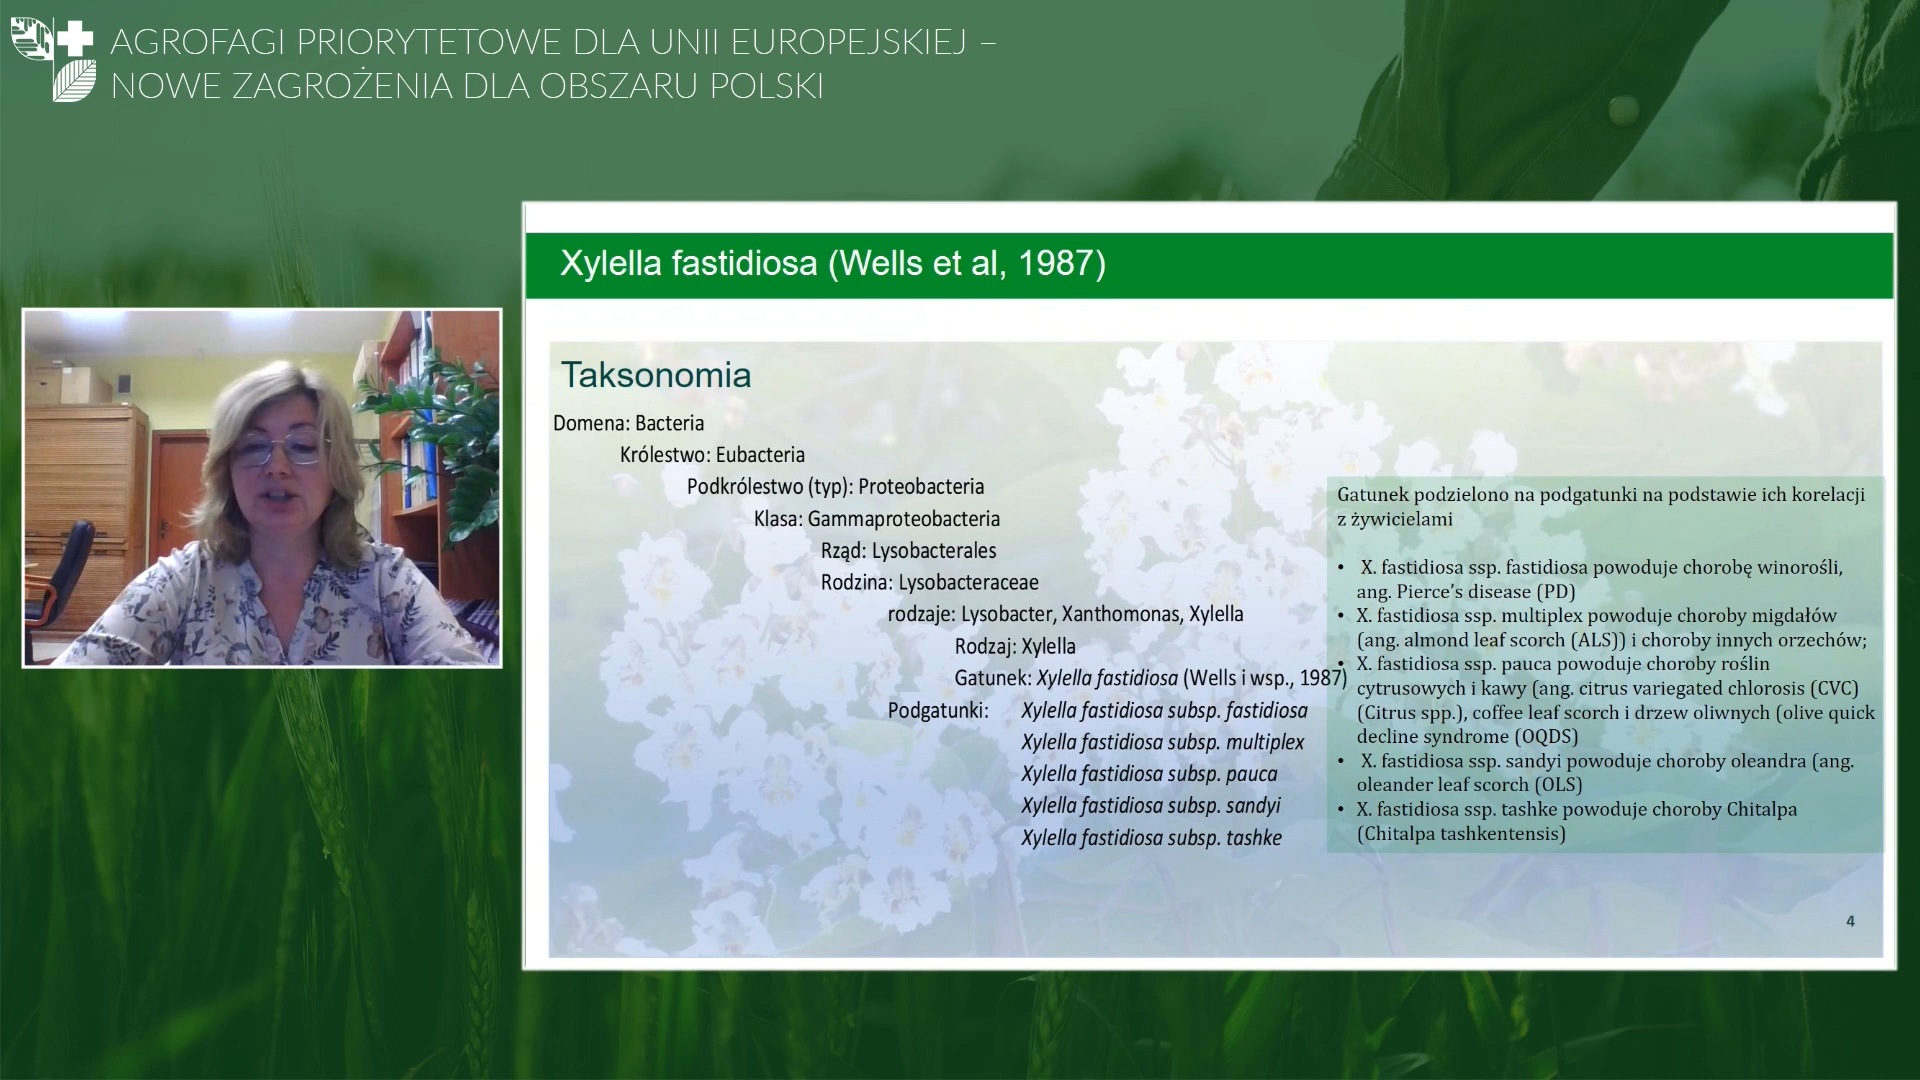 AGROFAGI PRIORYTETOWE DLA UNII EUROPEJSKIEJ –
NOWE ZAGROŻENIA DLA OBSZARU POLSKI
Xylella fastidiosa (Wells et al, 1987)
Taksonomia
Domena: Bacteria
Królestwo: Eubacteria
Podkrólestwo (typ): Proteobacteria
Klasa: Gammaproteobacteria
Rząd: Lysobacterales
Rodzina: Lysobacteraceae
rodzaje: Lysobacter, Xanthomonas, Xylella
Rodzaj: Xylella
Gatunek: Xylella fastidiosa (Wells i wsp., 1987)
Podgatunki: Xylella fastidiosa subsp. fastidiosa
Xylella fastidiosa subsp. multiplex
Xylella fastidiosa subsp. pauca
Xylella fastidiosa subsp. sandyi
Xylella fastidiosa subsp. tashke
Gatunek podzielono na podgatunki na podstawie ich korelacji
z żywicielami
• X. fastidiosa ssp. fastidiosa powoduje chorobę winorośli,
ang. Pierce's disease (PD)
• X. fastidiosa ssp. multiplex powoduje choroby migdałów
(ang. almond leaf scorch (ALS)) i choroby innych orzechów;
• X. fastidiosa ssp. pauca powoduje choroby roślin
cytrusowych i kawy (ang. citrus variegated chlorosis (CVC)
(Citrus spp.), coffee leaf scorch i drzew oliwnych (olive quick
decline syndrome (OQDS)
• X. fastidiosa ssp. sandyi powoduje choroby oleandra (ang.
oleander leaf scorch (OLS)
• X. fastidiosa ssp. tashke powoduje choroby Chitalpa
(Chitalpa tashkentensis)
4